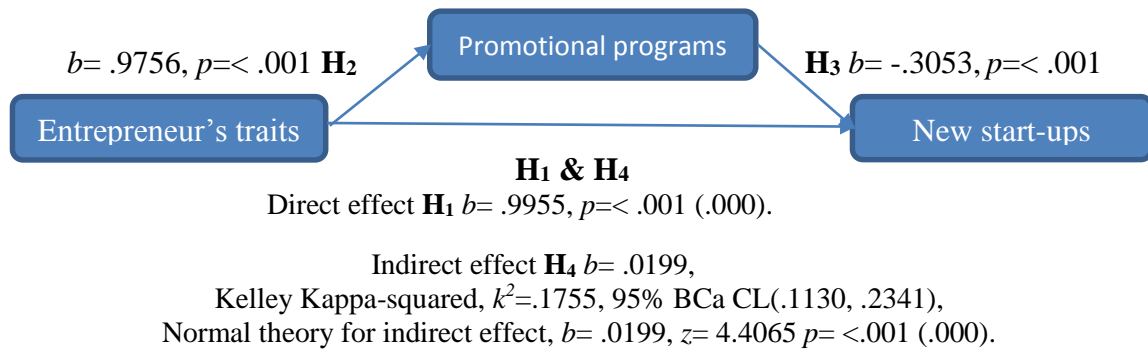 Promotional programs
b= .9756, p=< .001 H2
H3 b= -.3053, p=< .001
Entrepreneur's traits
New start-ups
H1 & H4
Direct effect H1 b= .9955, p=< .001 (.000).
Indirect effect H4 b= .0199,
Kelley Kappa-squared, k²=.1755, 95% BCa CL(.1130, .2341),
Normal theory for indirect effect, b= .0199, z= 4.4065 p= <.001 (.000).